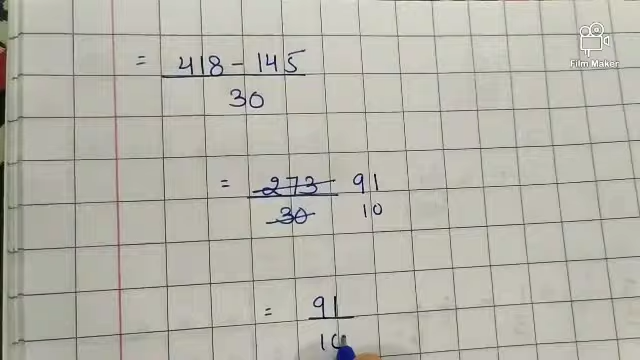 = 418 - 145
30
= 273 91
30 10
= 91
10
Film Maker